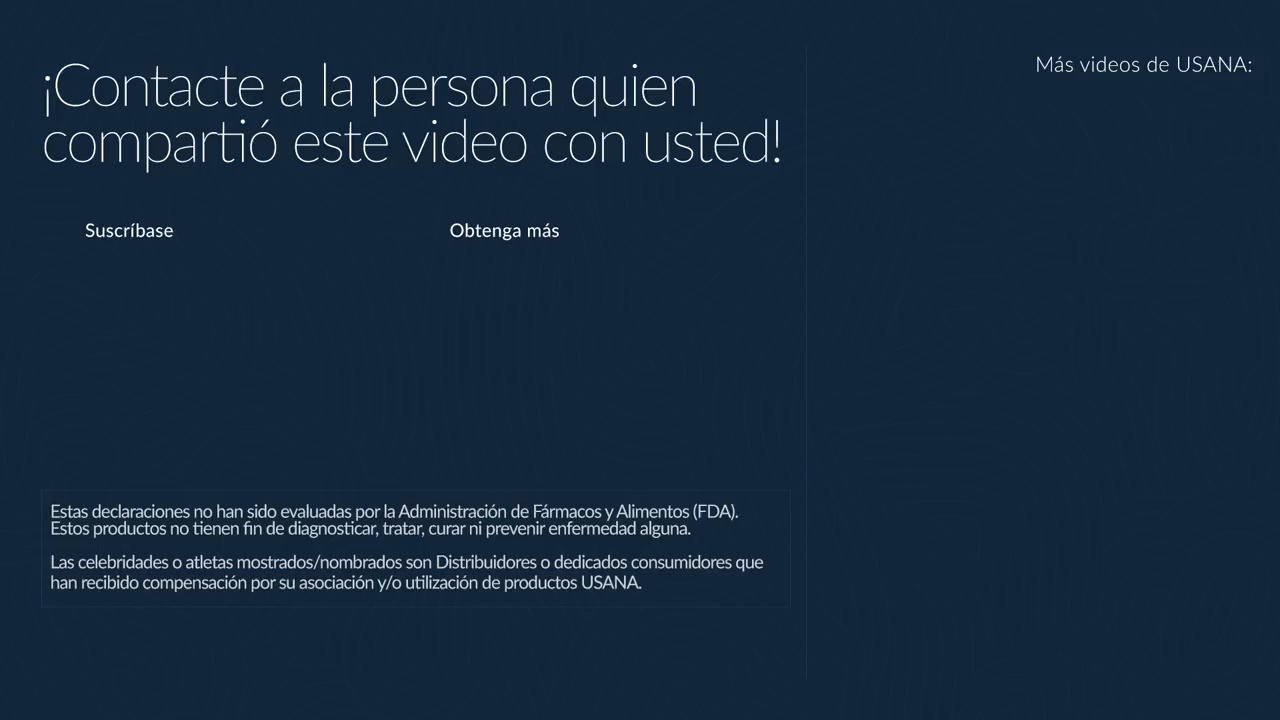 ¡Contacte a la persona quien
compartió este video con usted!
Más videos de USANA:
Suscríbase
Obtenga más
Estas declaraciones no han sido evaluadas por la Administración de Fármacos y Alimentos (FDA).
Estos productos no tienen fin de diagnosticar, tratar, curar ni prevenir enfermedad alguna.
Las celebridades o atletas mostrados/nombrados son Distribuidores o dedicados consumidores que
han recibido compensación por su asociación y/o utilización de productos USANA.